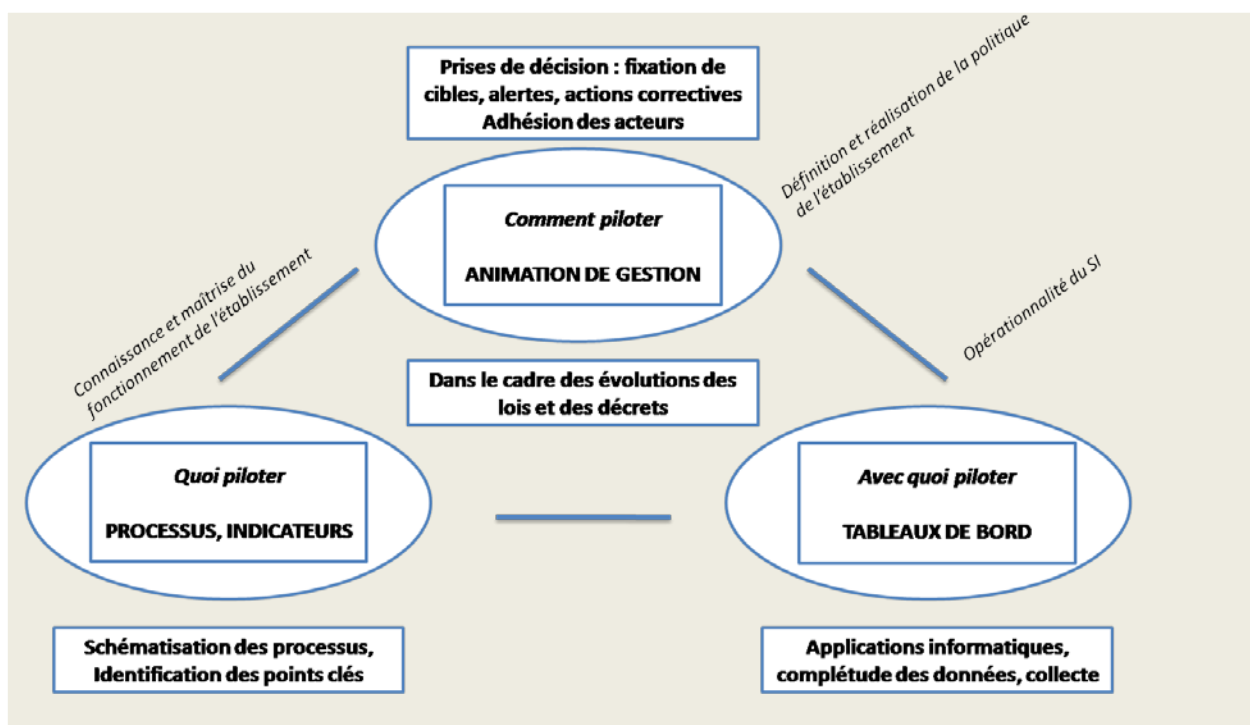 Prises de décision : fixation de
cibles, alertes, actions correctives
Adhésion des acteurs
Définition et réalisation de la politique
de l'établissement
Comment piloter
ANIMATION DE GESTION
Connaissance et maîtrise du
fonctionnement de l'établissement
Opérationnalité du SI
Dans le cadre des évolutions des
lois et des décrets
Quoi piloter
PROCESSUS, INDICATEURS
Avec quoi piloter
TABLEAUX DE BORD
Schématisation des processus,
Identification des points clés
Applications informatiques,
complétude des données, collecte